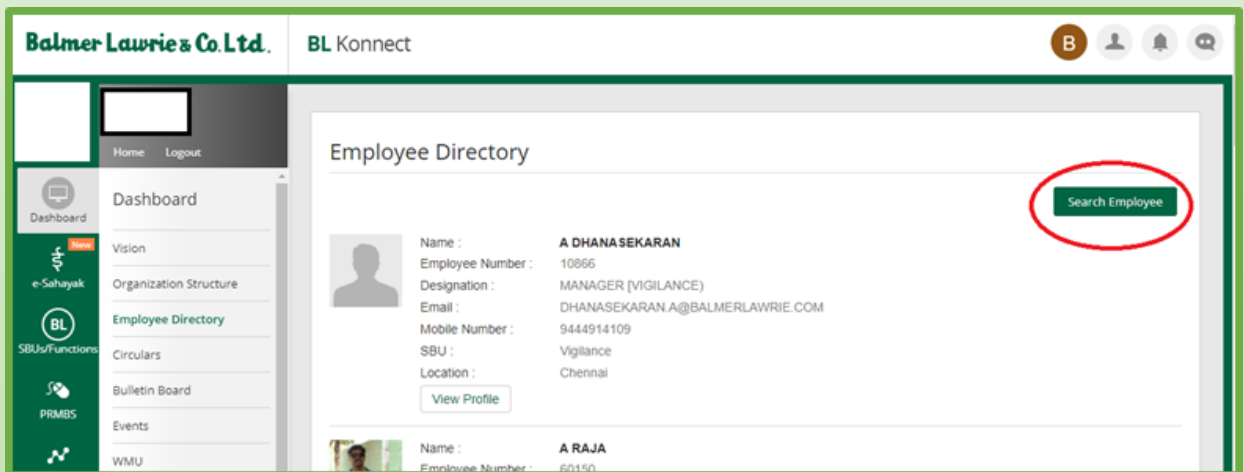 Balmer Lawrie & Co. Ltd.
BL Konnect
B
Home Logout
Dashboard
New
e-Sahayak
BL
SBUs/Functions
PRMBS
Dashboard
Vision
Organization Structure
Employee Directory
Circulars
Bulletin Board
Events
WMU
Employee Directory
Search Employee
Name : A DHANASEKARAN
Employee Number : 10866
Designation : MANAGER [VIGILANCE)
Email : DHANASEKARAN.A@BALMERLAWRIE.COM
Mobile Number : 9444914109
SBU : Vigilance
Location : Chennai
View Profile
Name : A RAJA
Employee Number : 60150